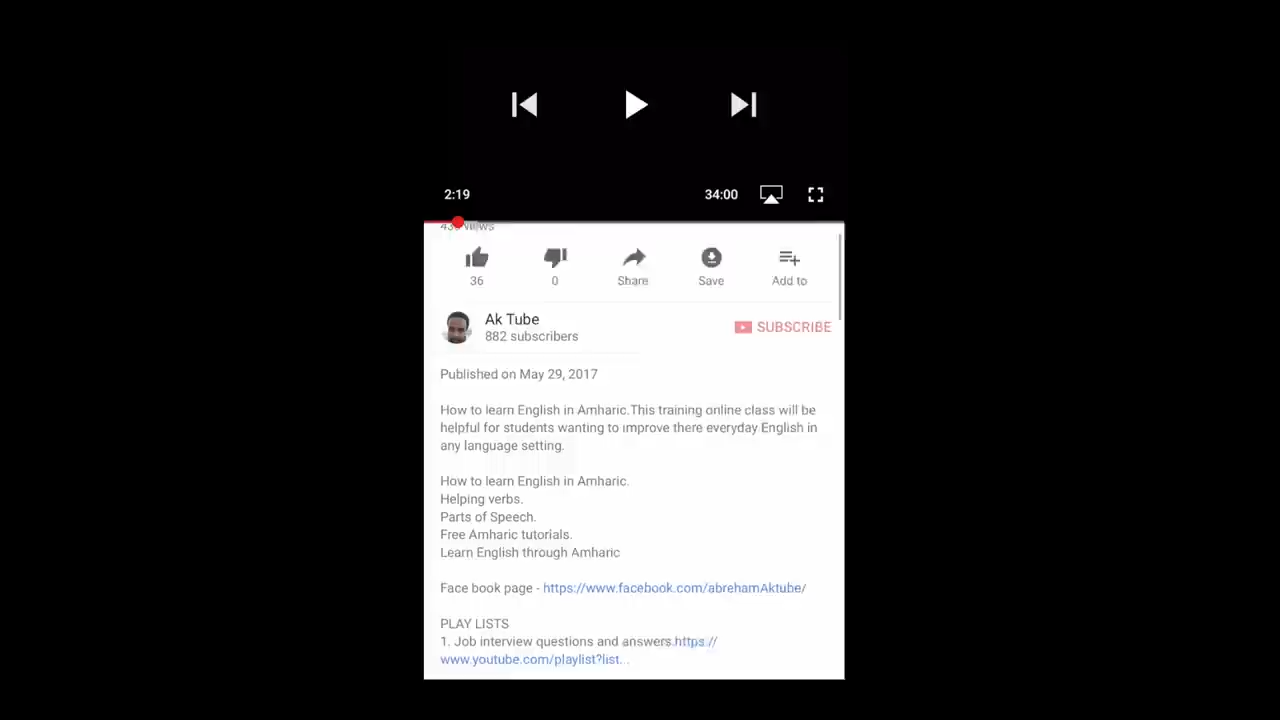 2:19
34:00
views
36
0
Share
Save
Add to
Ak Tube
882 subscribers
SUBSCRIBE
Published on May 29, 2017
How to learn English in Amharic.This training online class will be
helpful for students wanting to improve there everyday English in
any language setting.
How to learn English in Amharic.
Helping verbs.
Parts of Speech.
Free Amharic tutorials.
Learn English through Amharic
Face book page - https://www.facebook.com/abrehamAktube/
PLAY LISTS
1. Job interview questions and answers.https://
www.youtube.com/playlist?list...